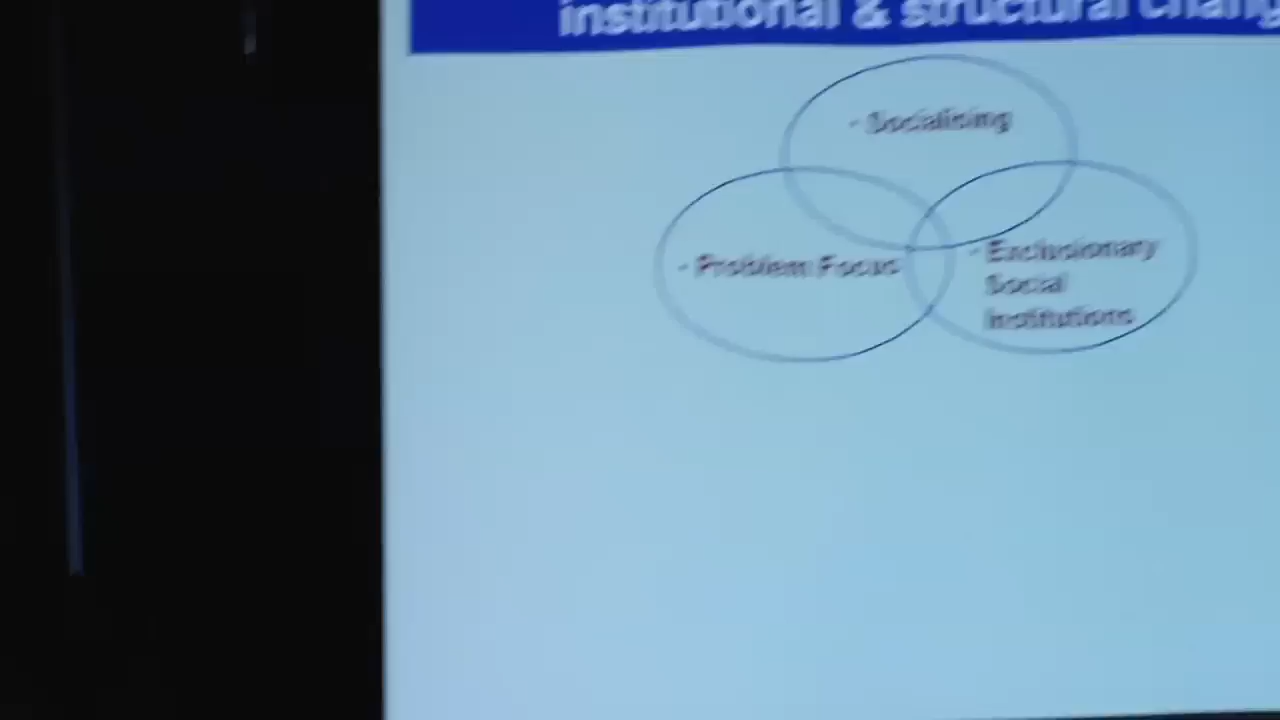 institutional & structural chang
- Socialising
- Problem Focus
- Exclusionary
Social
Institutions